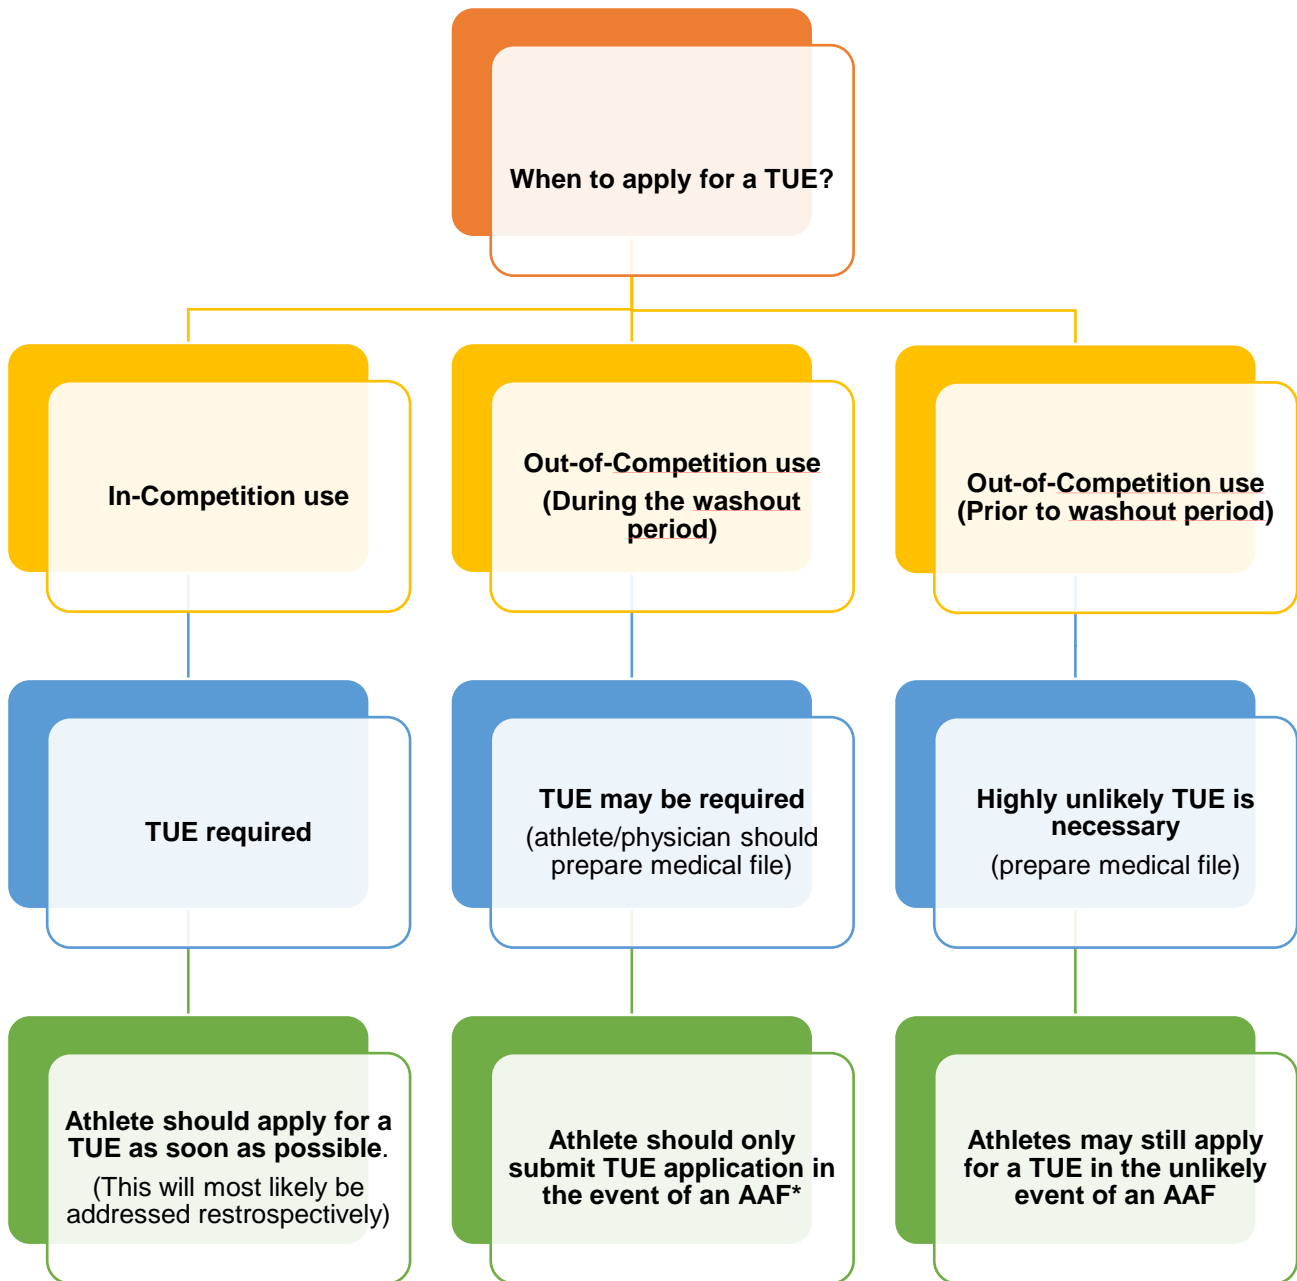 When to apply for a TUE?
In-Competition use
Out-of-Competition use
(During the washout
period)
Out-of-Competition use
(Prior to washout period)
TUE required
TUE may be required
(athlete/physician should
prepare medical file)
Highly unlikely TUE is
necessary
(prepare medical file)
Athlete should apply for a
TUE as soon as possible.
(This will most likely be
addressed restrospectively)
Athlete should only
submit TUE application in
the event of an AAF*
Athletes may still apply
for a TUE in the unlikely
event of an AAF